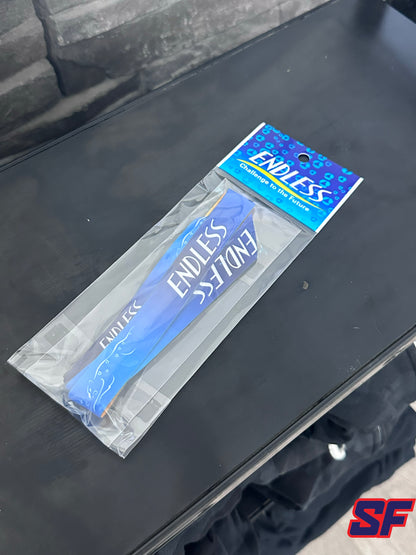 ENDLESS
Challenge to the Future
ENDLESS
ENDLESS
ENDLESS
SF